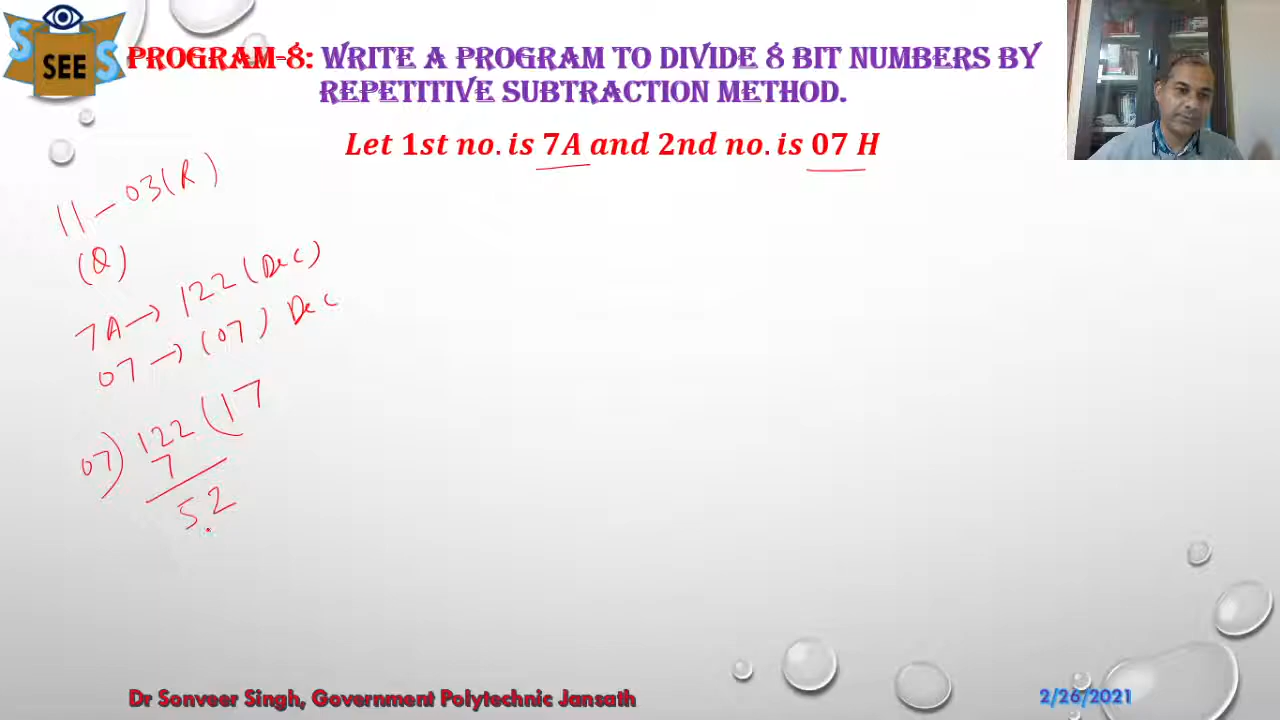 S SEE S
PROGRAM-8: WRITE A PROGRAM TO DIVIDE 8 BIT NUMBERS BY
REPETITIVE SUBTRACTION METHOD.
Let 1st no. is 7A and 2nd no. is 07 H
11 - 03(R)
(Q)
7A → 122 (Dec)
07 → (07) Dec
07) 122 (17
7
52
Dr Sonveer Singh, Government Polytechnic Jansath
2/26/2021